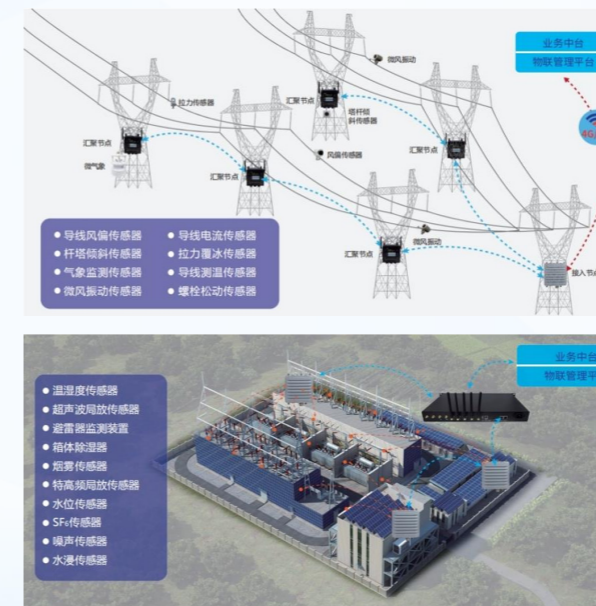 微风振动
业务中台
物联管理平台
拉力传感器
汇聚节点
塔杆倾
斜传感器
4G
汇聚节点
汇聚节点
微气象
风偏传感器
汇聚节点
导线风偏传感器
杆塔倾斜传感器
气象监测传感器
微风振动传感器
导线电流传感器
拉力覆冰传感器
导线测温传感器
螺栓松动传感器
微风振动
汇聚节点
接入节点
业务中台
物联管理平
温湿度传感器
超声波局放传感器
避雷器监测装置
箱体除湿器
烟雾传感器
特高频局放传感器
水位传感器
SF₆传感器
噪声传感器
水浸传感器